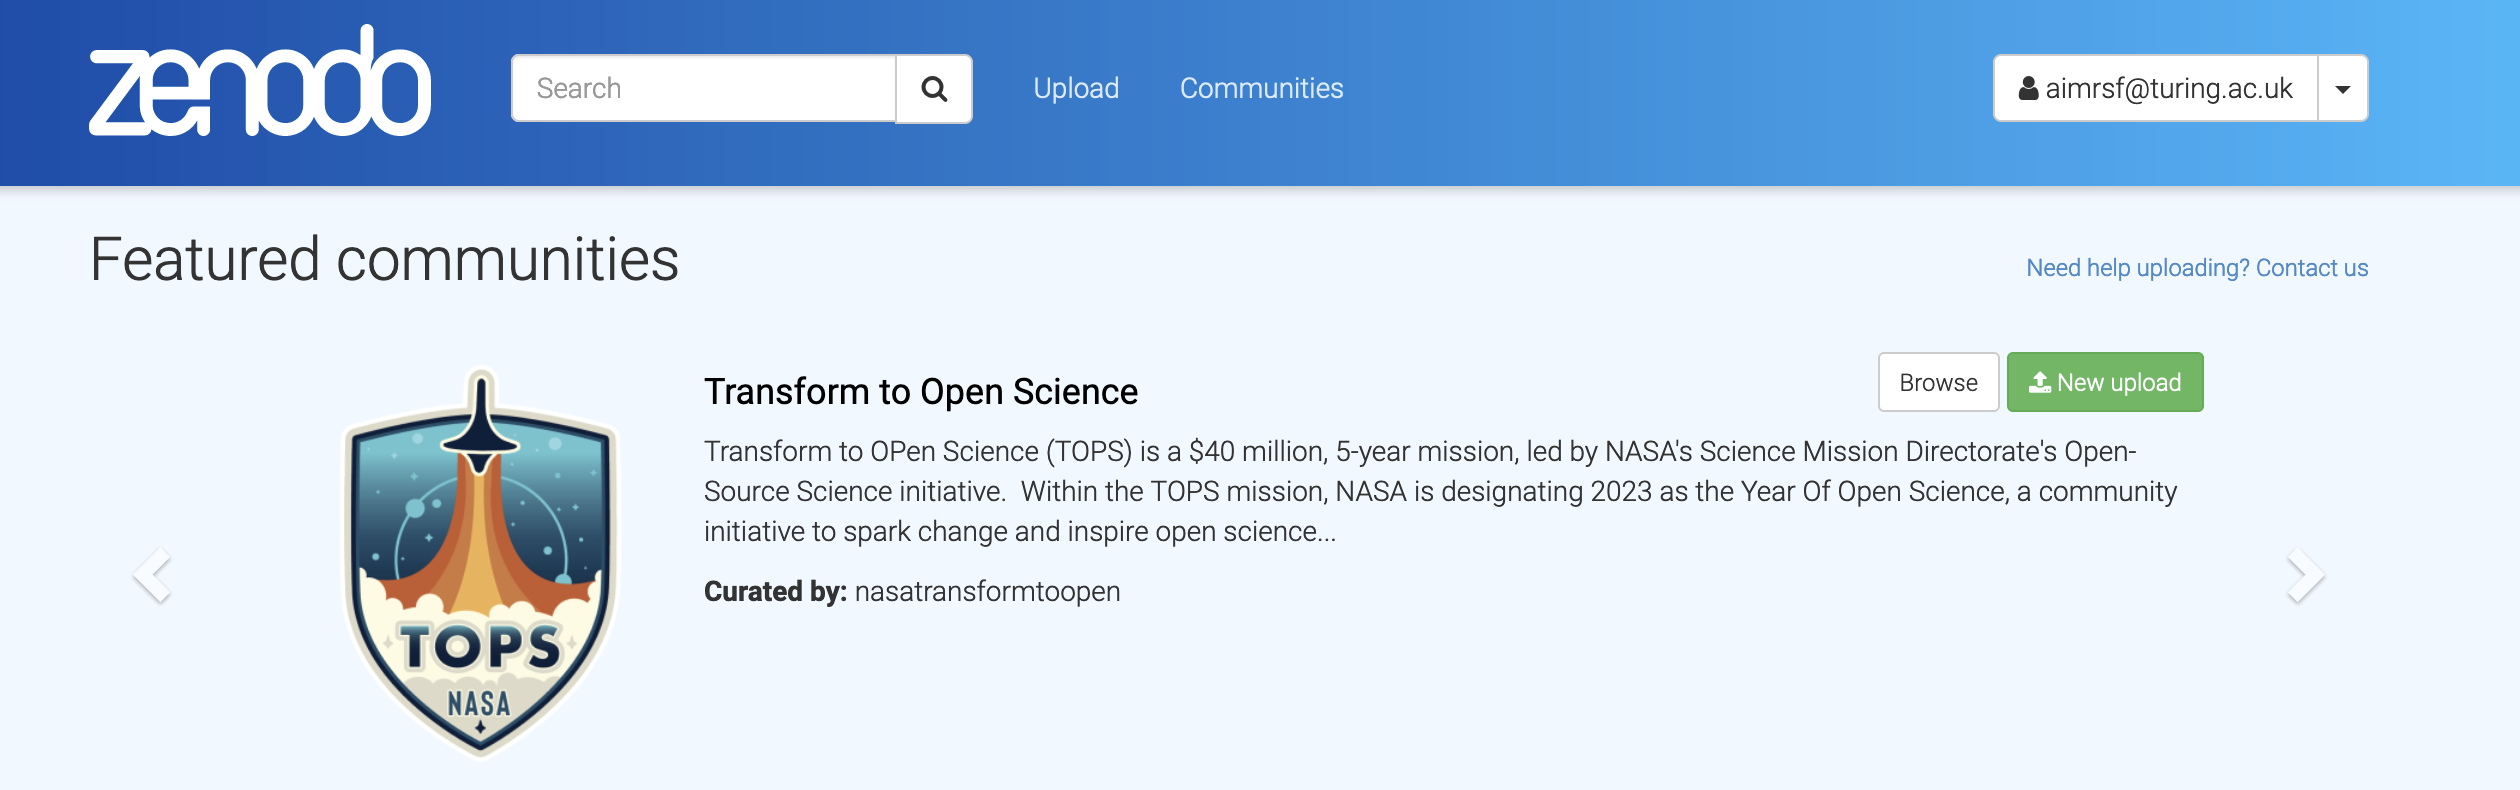 zenodo
Search
Upload
Communities
aimrsf@turing.ac.uk
Featured communities
Need help uploading? Contact us
Transform to Open Science
Browse
New upload
Transform to OPen Science (TOPS) is a $40 million, 5-year mission, led by NASA's Science Mission Directorate's Open-
Source Science initiative.  Within the TOPS mission, NASA is designating 2023 as the Year Of Open Science, a community
initiative to spark change and inspire open science...
Curated by: nasatransformtoopen
TOPS
NASA